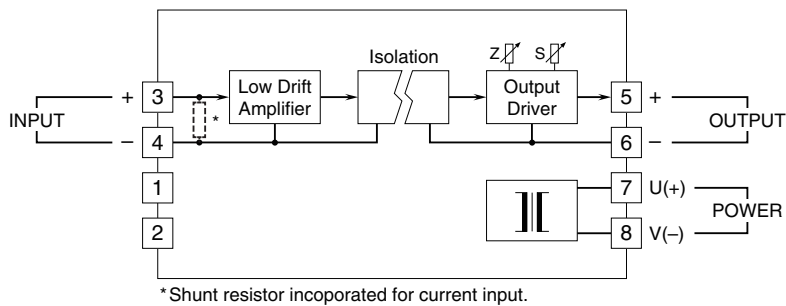 Isolation
Z
S
Low Drift
Amplifier
Output
Driver
INPUT
+ 3
*
− 4
1
2
5 +
6 −
OUTPUT
7 U(+)
8 V(−)
POWER
* Shunt resistor incoporated for current input.